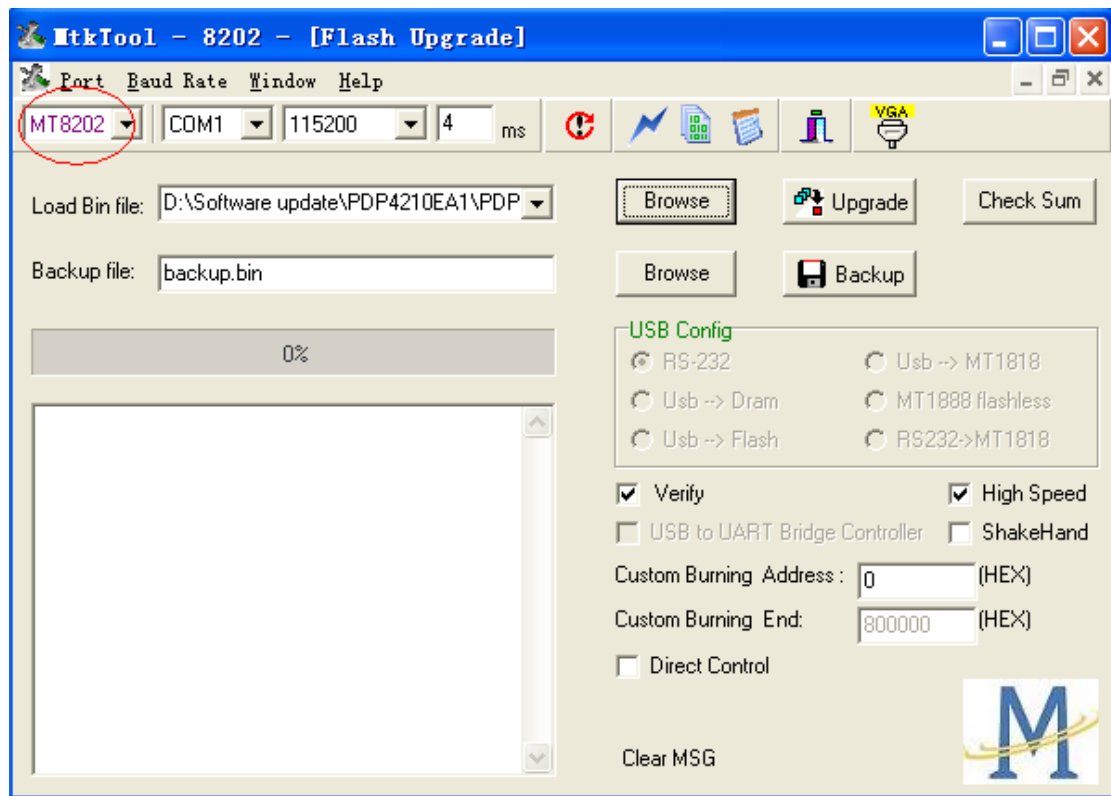 MtkTool - 8202 - [Flash Upgrade]
Port Baud Rate Window Help
MT8202 COM1 115200 4 ms VGA
Load Bin file: D:\Software update\PDP4210EA1\PDP Browse Upgrade Check Sum
Backup file: backup.bin Browse Backup
0%
USB Config
RS-232 Usb --> MT1818
Usb --> Dram MT1888 flashless
Usb --> Flash RS232->MT1818
Verify High Speed
USB to UART Bridge Controller ShakeHand
Custom Burning Address : 0 (HEX)
Custom Burning End: 800000 (HEX)
Direct Control
Clear MSG
M